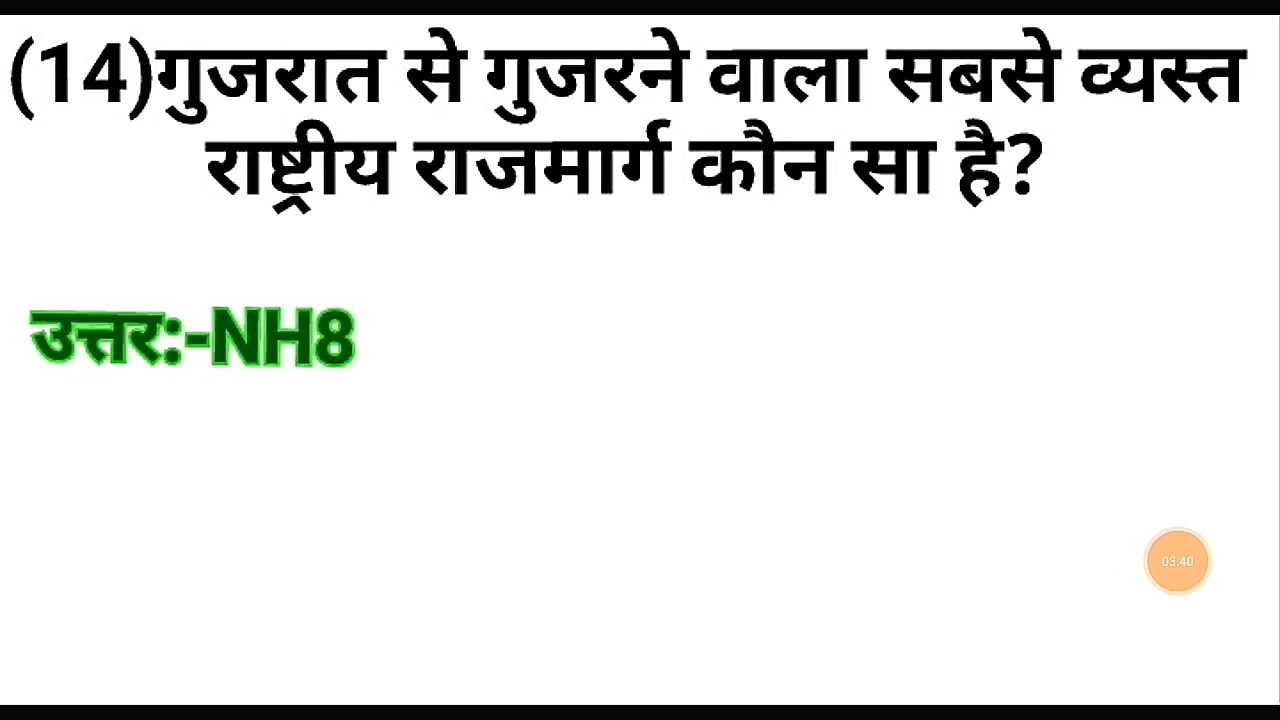 (14)गुजरात से गुजरने वाला सबसे व्यस्त
राष्ट्रीय राजमार्ग कौन सा है?
उत्तर:-NH8
03:40